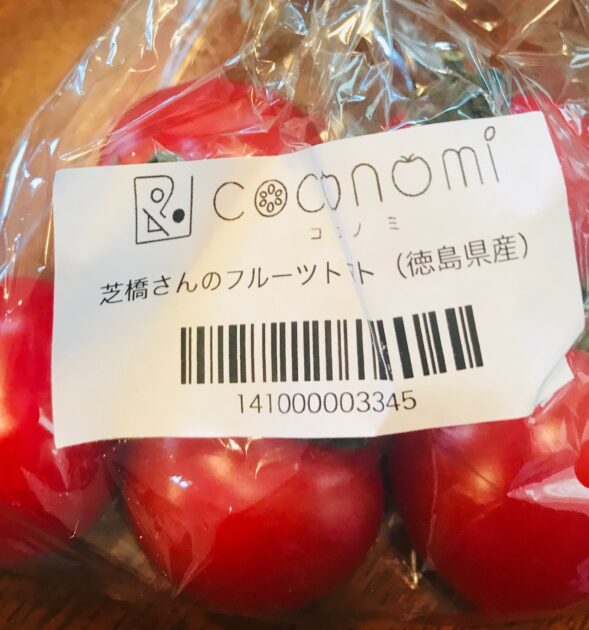 coconomi
ココノミ
芝橋さんのフルーツトマト（徳島県産）
141000003345